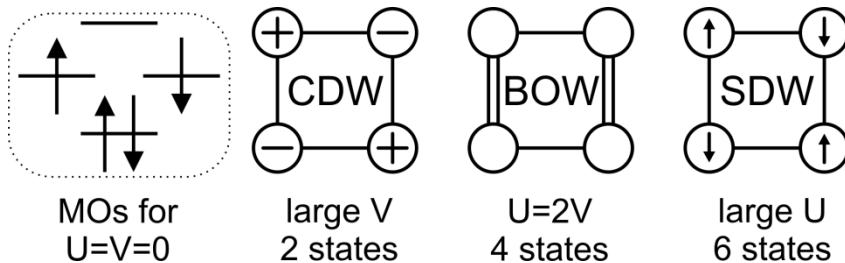 + −
CDW
− +
BOW
SDW
MOs for
U=V=0
large V
2 states
U=2V
4 states
large U
6 states